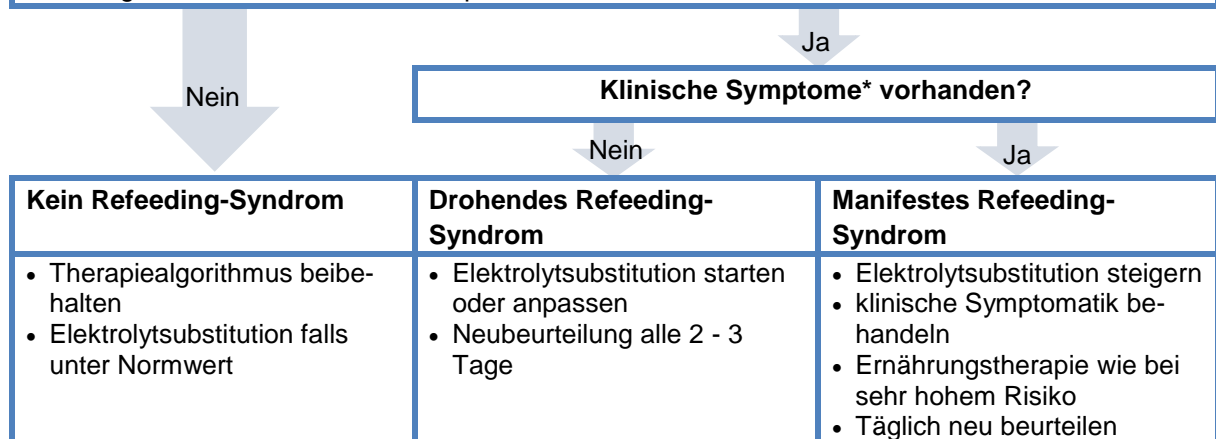 Ja
Nein
Klinische Symptome* vorhanden?
Nein
Ja
Kein Refeeding-Syndrom
Drohendes Refeeding-
Syndrom
Manifestes Refeeding-
Syndrom
• Therapiealgorithmus beibe-
halten
• Elektrolytsubstitution falls
unter Normwert
• Elektrolytsubstitution starten
oder anpassen
• Neubeurteilung alle 2 - 3
Tage
• Elektrolytsubstitution steigern
• klinische Symptomatik be-
handeln
• Ernährungstherapie wie bei
sehr hohem Risiko
• Täglich neu beurteilen